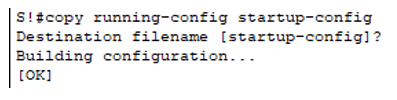 S!#copy running-config startup-config
Destination filename [startup-config]?
Building configuration...
[OK]